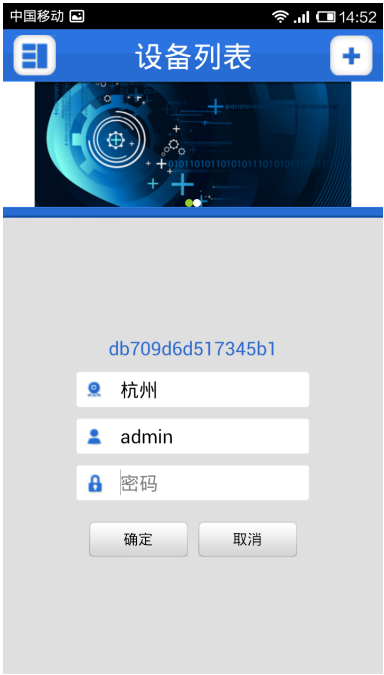 中国移动 14:52
设备列表
db709d6d517345b1
杭州
admin
密码
确定 取消